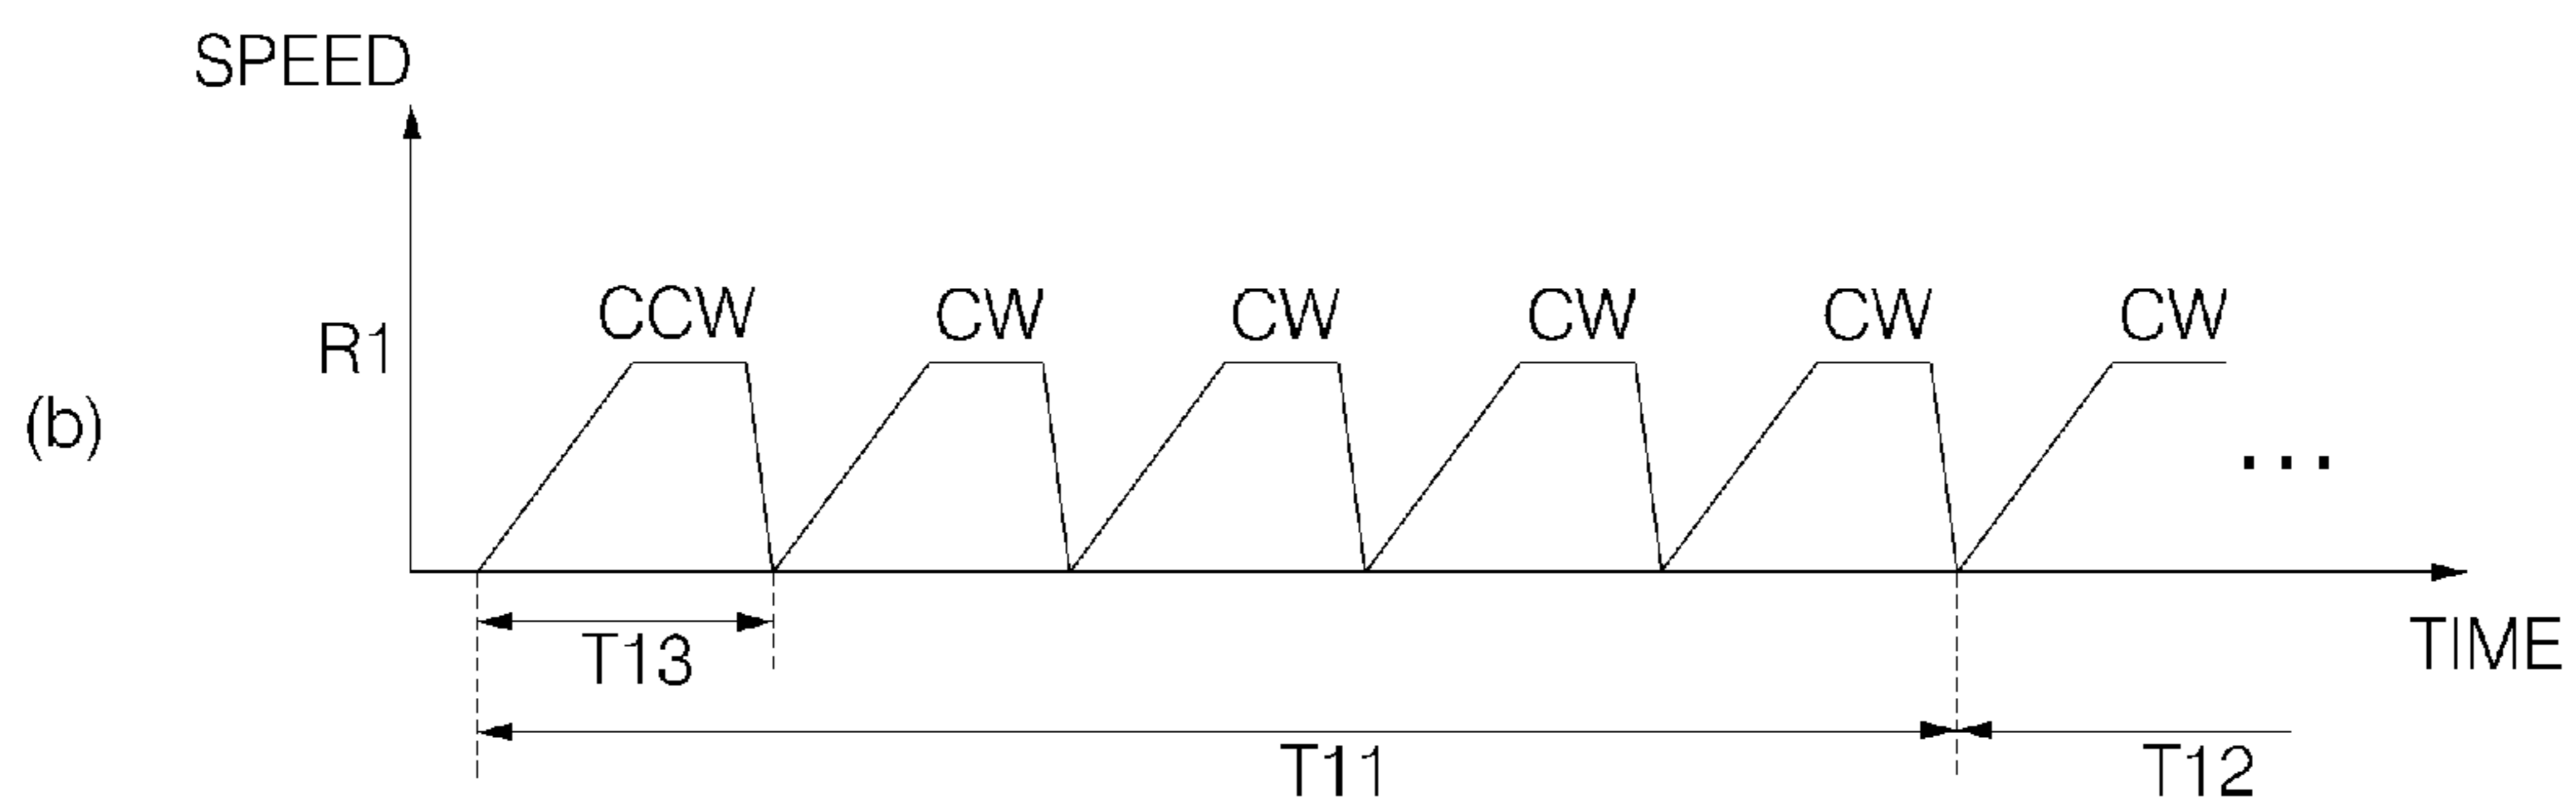 SPEED
CCW CW CW CW CW CW
R1
(b)
...
T13
TIME
T11 T12